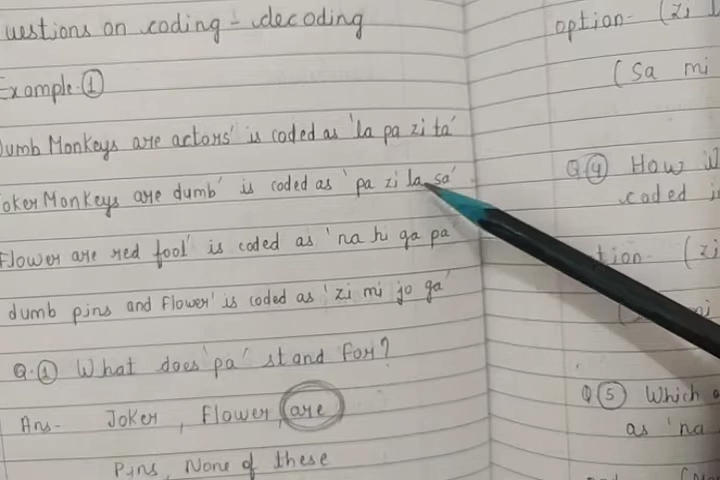 uestions on coding - decoding
Example. ①
Dumb Monkeys are actors' is coded as 'la pa zi ta'
oker Monkeys are dumb' is coded as 'pa zi la sa'
Flower are red fool' is coded as 'na hi ga pa'
dumb pins and flower' is coded as 'zi mi jo ga'
Q.① What does 'pa' stand for?
Ans- Joker, Flower, are
Pins, None of these
option- (zi
(sa mi
Q④ How
coded i
tion- (zi
Q⑤ Which
as 'na